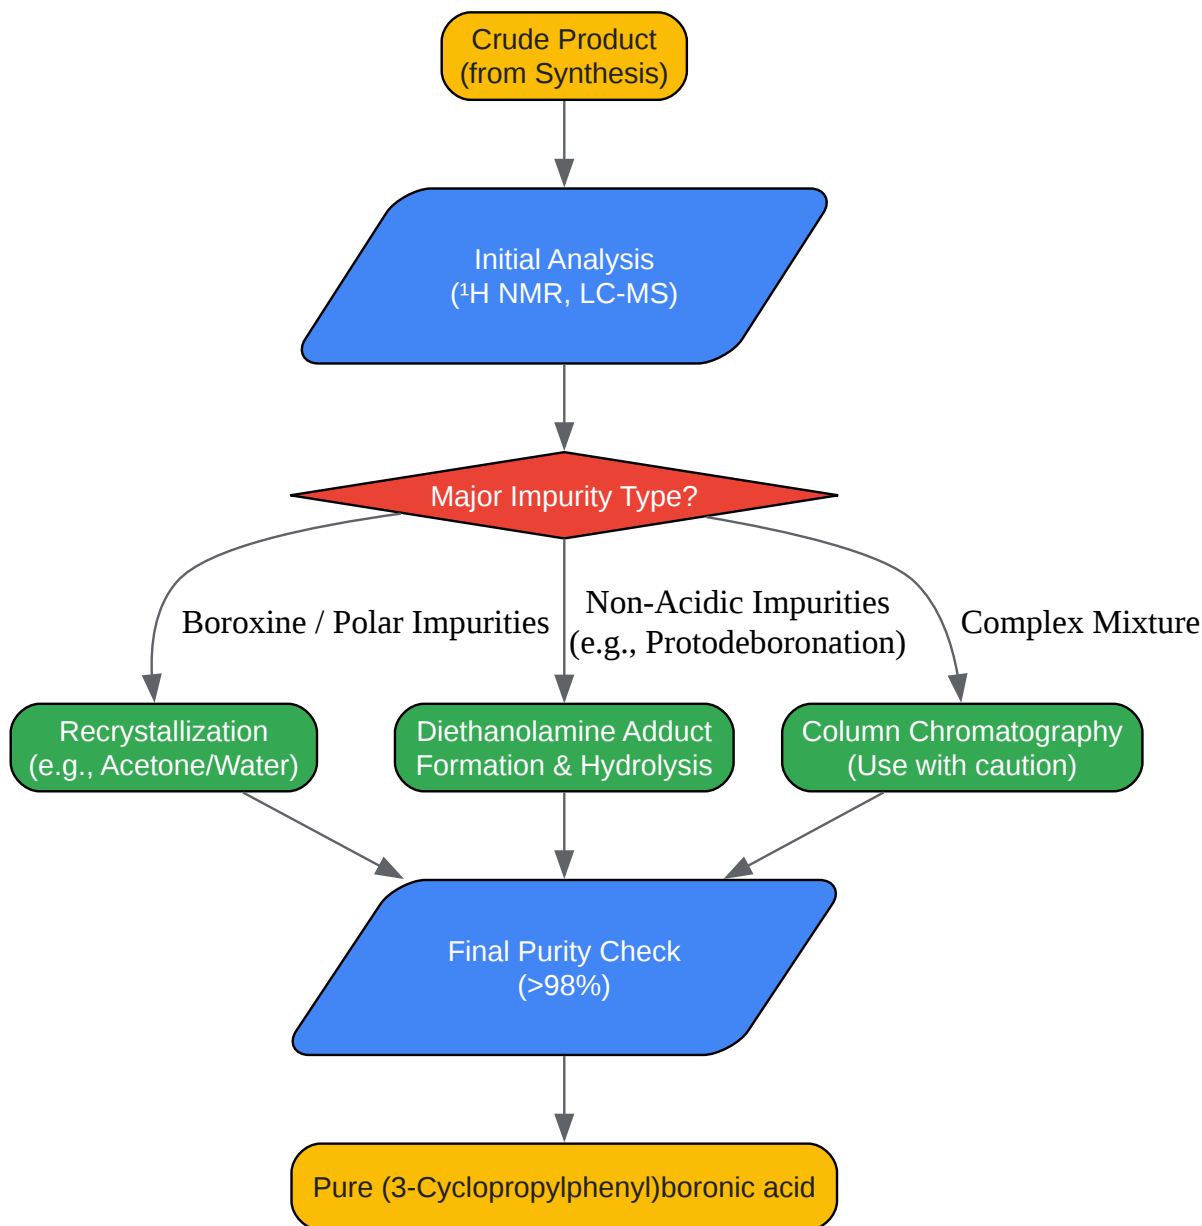 Crude Product
(from Synthesis)
Initial Analysis
(¹H NMR, LC-MS)
Major Impurity Type?
Boroxine / Polar Impurities
Non-Acidic Impurities
(e.g., Protodeboronation)
Complex Mixture
Recrystallization
(e.g., Acetone/Water)
Diethanolamine Adduct
Formation & Hydrolysis
Column Chromatography
(Use with caution)
Final Purity Check
(>98%)
Pure (3-Cyclopropylphenyl)boronic acid